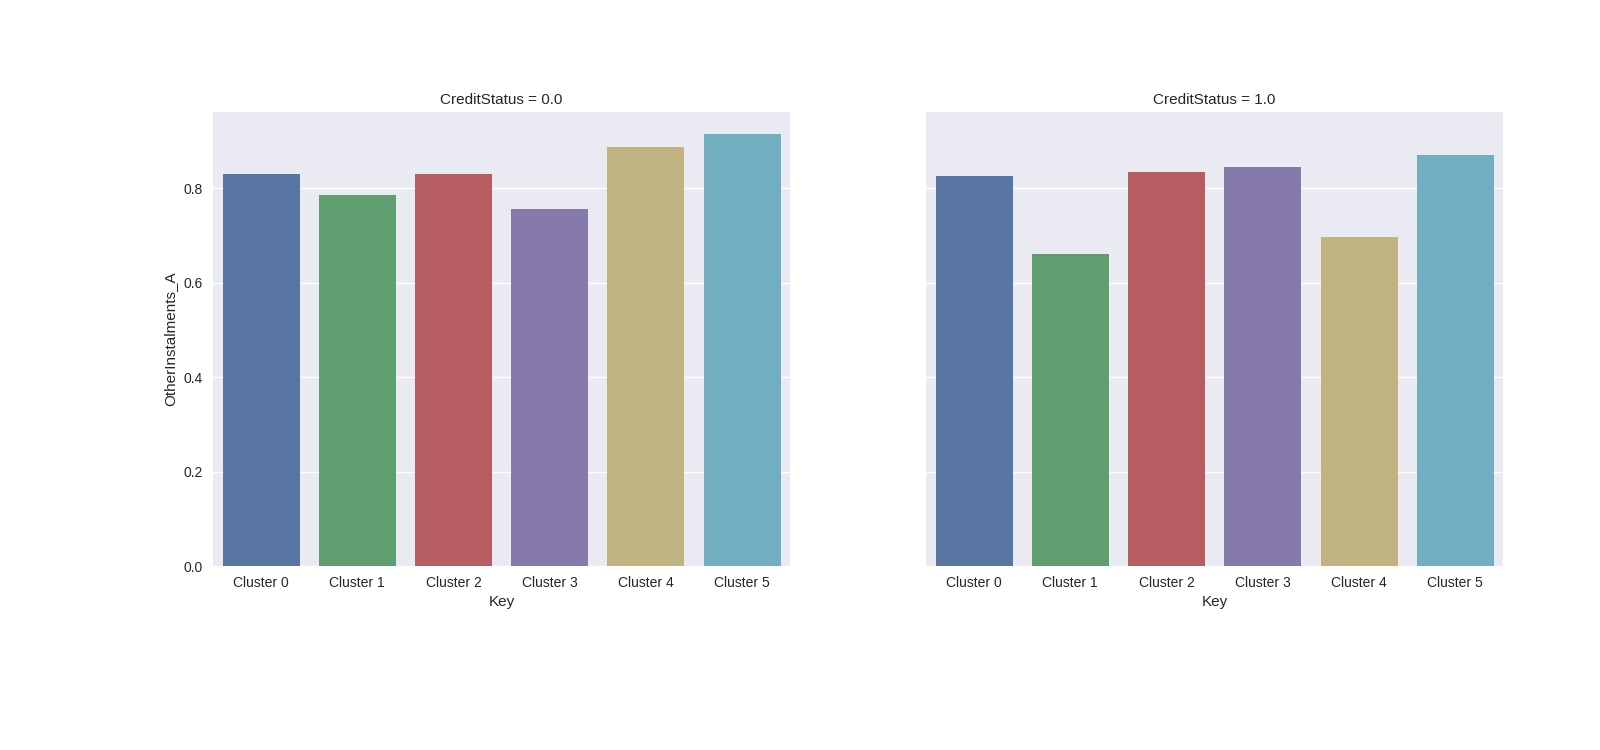 CreditStatus = 0.0
OtherInstalments_A
0.8
0.6
0.4
0.2
0.0
Cluster 0 Cluster 1 Cluster 2 Cluster 3 Cluster 4 Cluster 5
Key
CreditStatus = 1.0
Cluster 0 Cluster 1 Cluster 2 Cluster 3 Cluster 4 Cluster 5
Key